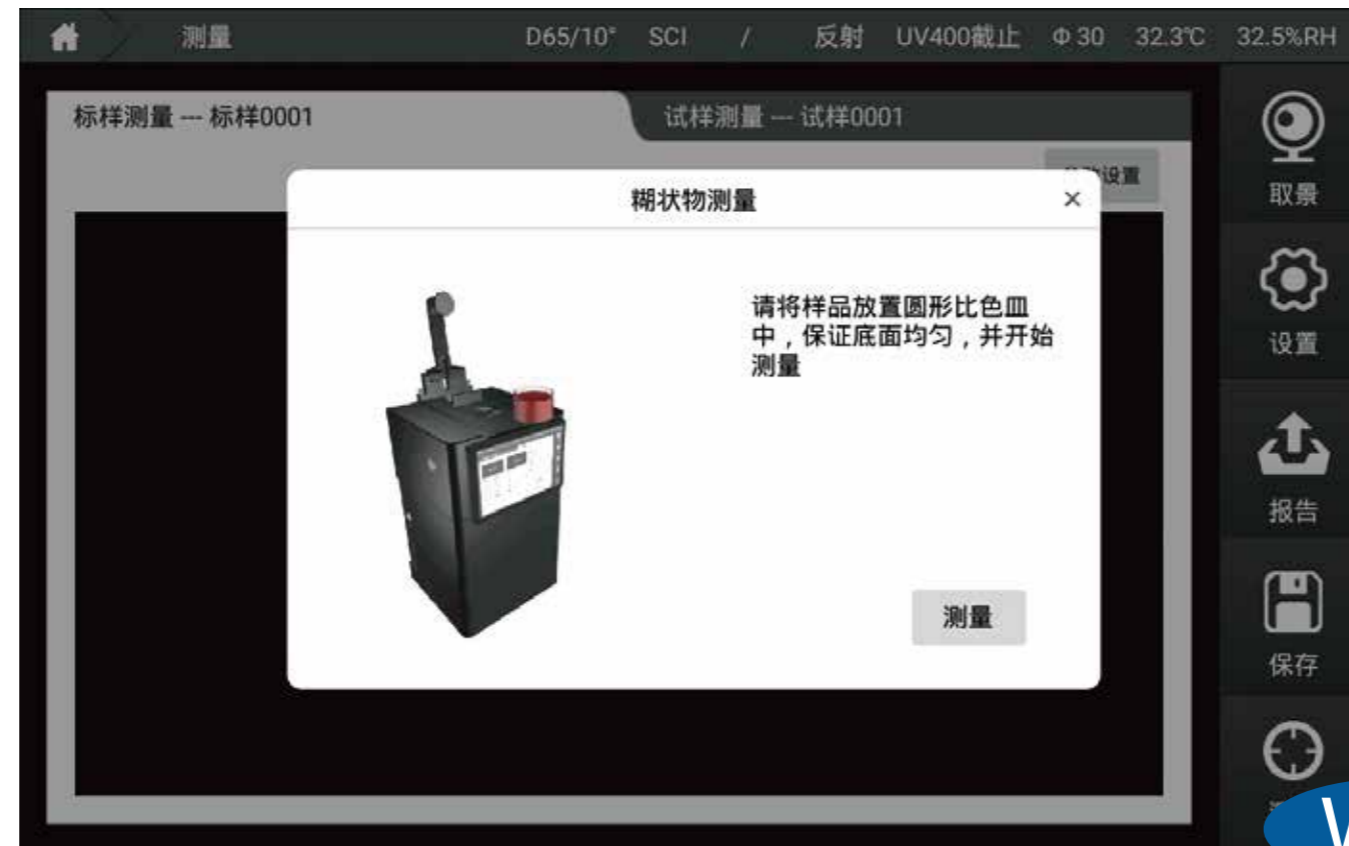 测量 D65/10° SCI / 反射 UV400截止 Φ30 32.3℃ 32.5%RH
标样测量 --- 标样0001
试样测量 --- 试样0001
设置
糊状物测量 ×
请将样品放置圆形比色皿
中，保证底面均匀，并开始
测量
测量
取景
设置
报告
保存